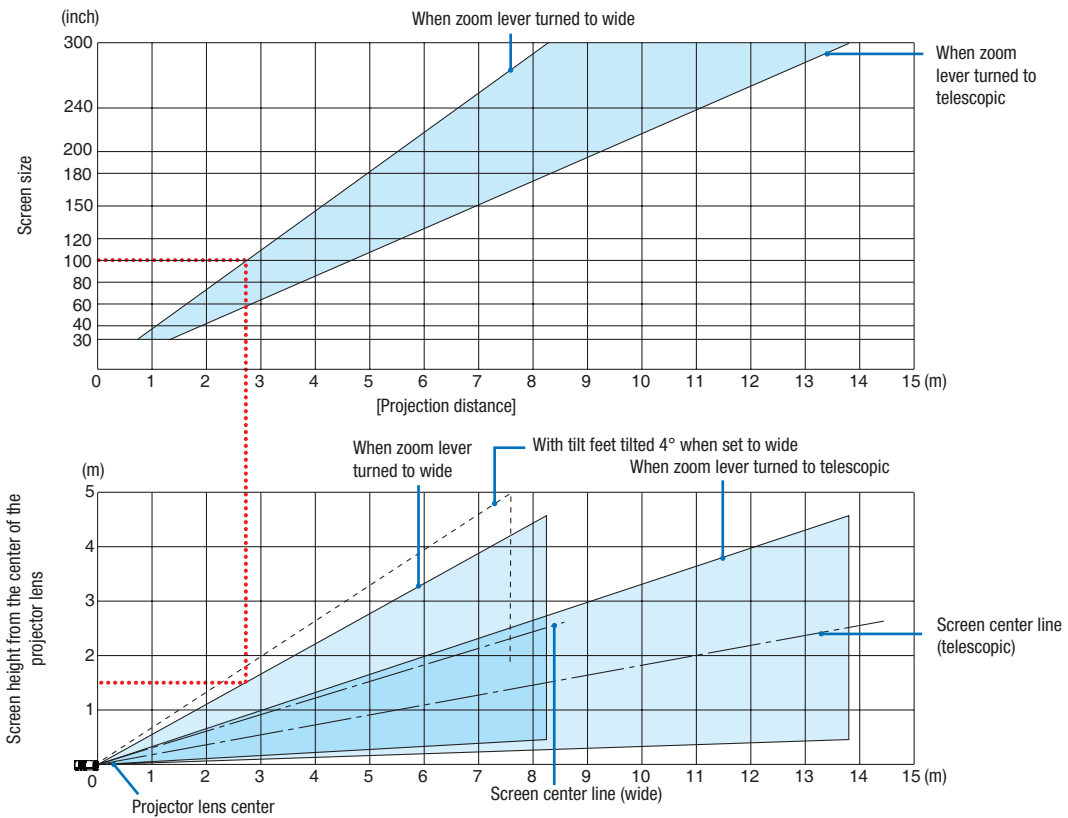 (inch)
When zoom lever turned to wide
300
240
200
180
150
120
100
80
60
40
30
Screen size
When zoom
lever turned to
telescopic
0 1 2 3 4 5 6 7 8 9 10 11 12 13 14 15 (m)
[Projection distance]
When zoom lever
turned to wide
With tilt feet tilted 4° when set to wide
When zoom lever turned to telescopic
(m)
5
4
3
2
1
Screen height from the center of the
projector lens
Screen center line
(telescopic)
0 1 2 3 4 5 6 7 8 9 10 11 12 13 14 15 (m)
Projector lens center
Screen center line (wide)